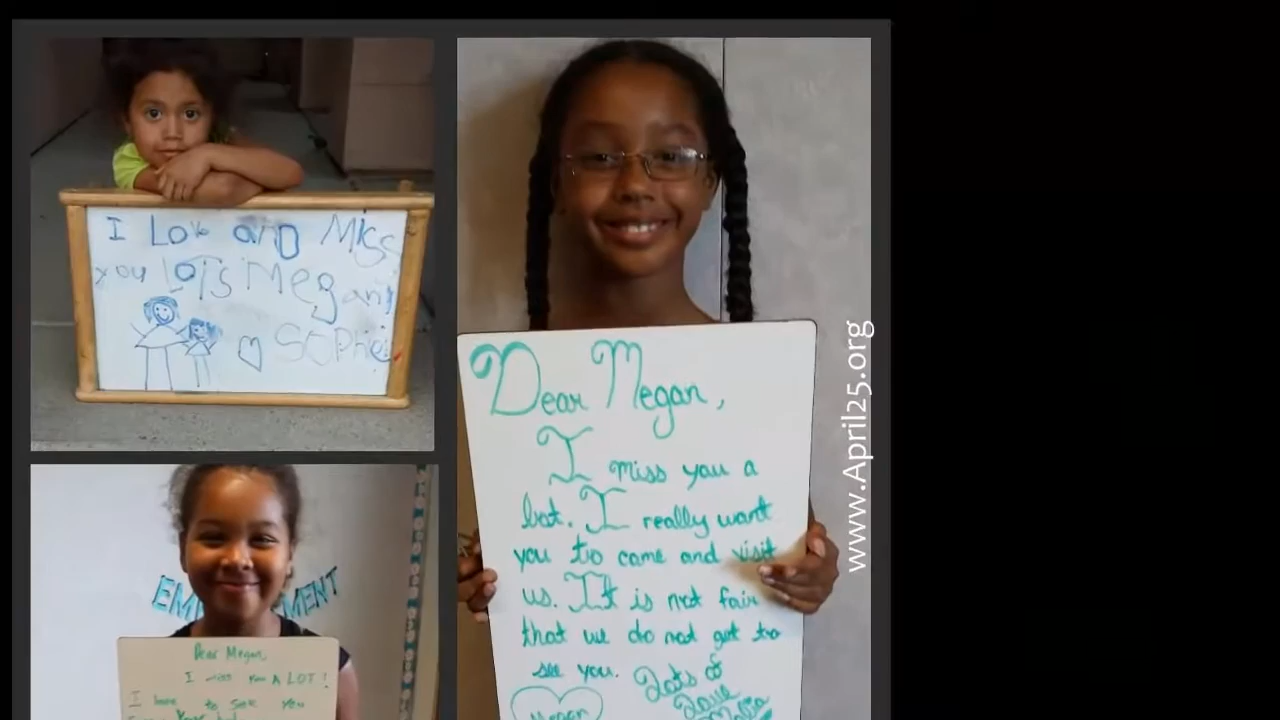 I Love and Miss
you LOTS Megan
SOPhie
Dear Megan,
I miss you a
lot. I really want
you to come and visit
us. It is not fair
that we do not get to
see you. Lots of
Love
Malia
Megan
Dear Megan,
I miss you A LOT!
I have to see you
www.April25.org